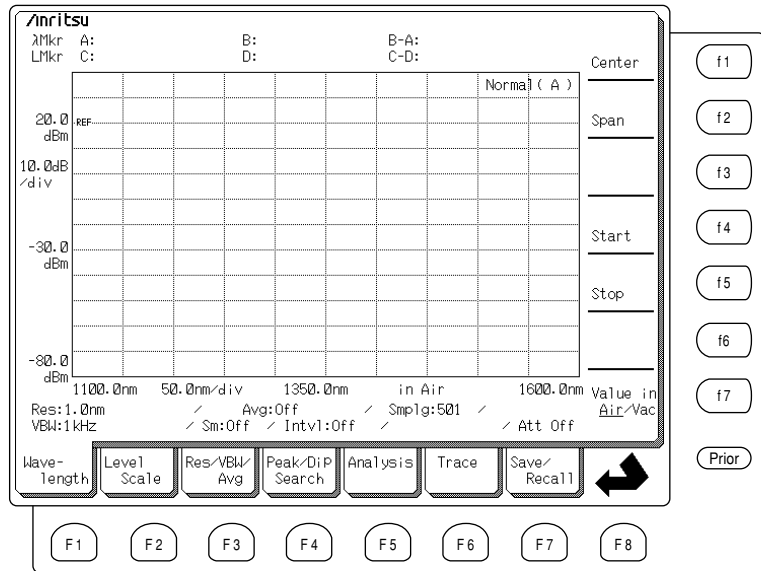 Anritsu
λMkr A: B: B-A:
LMkr C: D: C-D:
Normal( A )
20.0
dBm
REF
10.0dB
/div
-30.0
dBm
-80.0
dBm
1100.0nm 50.0nm/div 1350.0nm in Air 1600.0nm
Res:1.0nm / Avg:Off / Smplg:501 /
VBW:1kHz / Sm:Off / Intvl:Off / / Att Off
Center
Span
Start
Stop
Value in
Air/Vac
Wave-
length
Level
Scale
Res/VBW/
Avg
Peak/Dip
Search
Analysis
Trace
Save/
Recall
f1
f2
f3
f4
f5
f6
f7
Prior
F1 F2 F3 F4 F5 F6 F7 F8